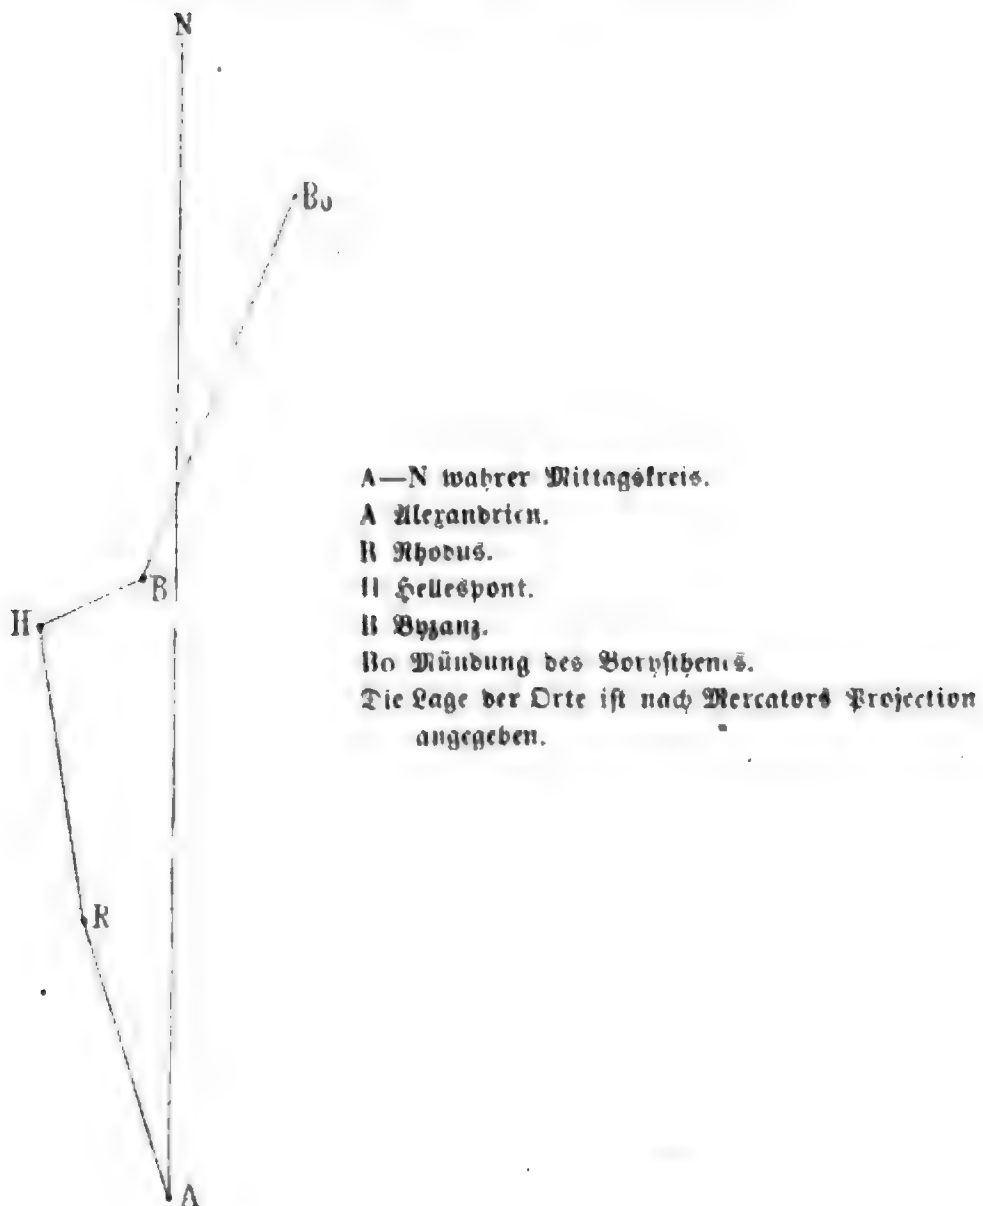 N
Bo
A—N wahrer Mittagskreis.
A Alexandrien.
R Rhodus.
H Hellespont.
B Byzanz.
Bo Mündung des Borysthenes.
Die Lage der Orte ist nach Mercators Projection
angegeben.
B
H
R
A